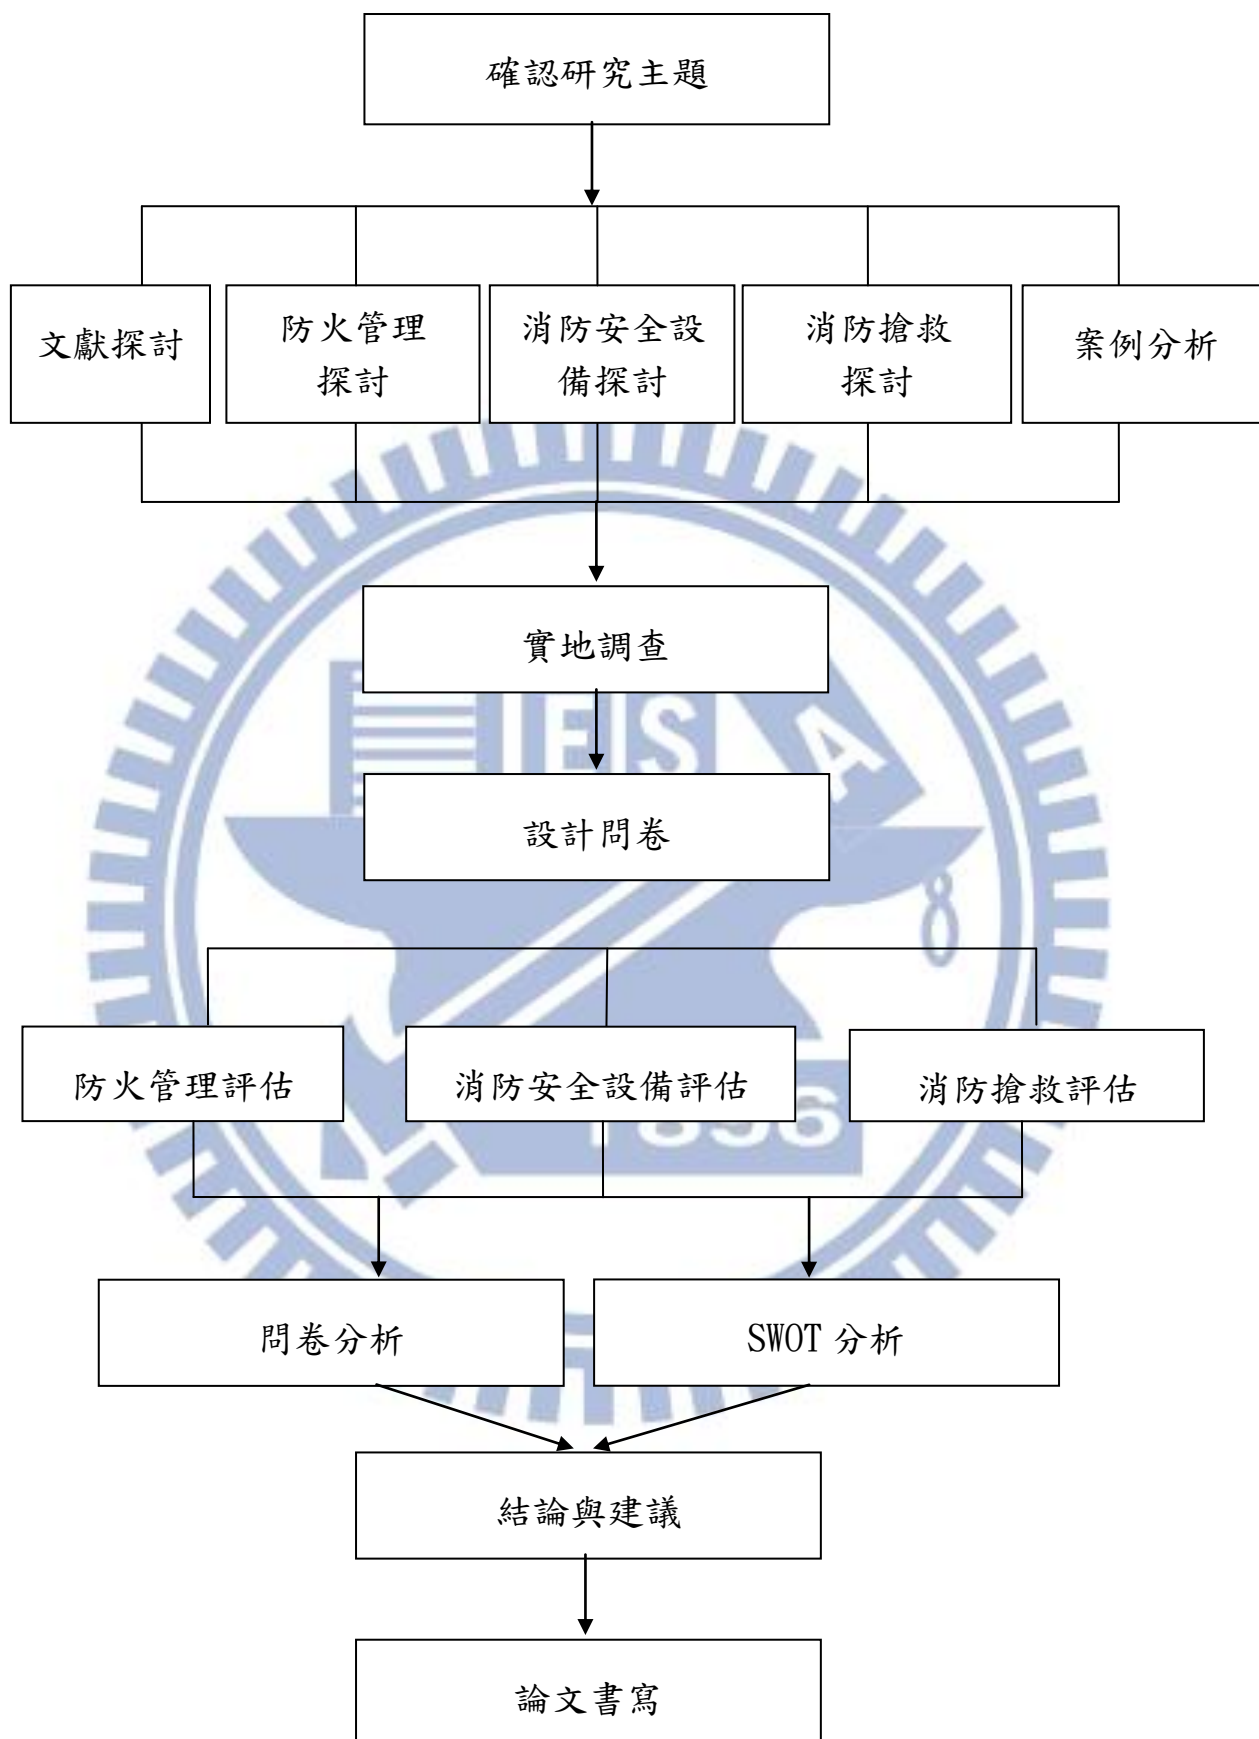 確認研究主題
文獻探討
防火管理
探討
消防安全設
備探討
消防搶救
探討
案例分析
實地調查
IE|S A
設計問卷
防火管理評估
消防安全設備評估
消防搶救評估
1896
問卷分析
SWOT 分析
結論與建議
論文書寫